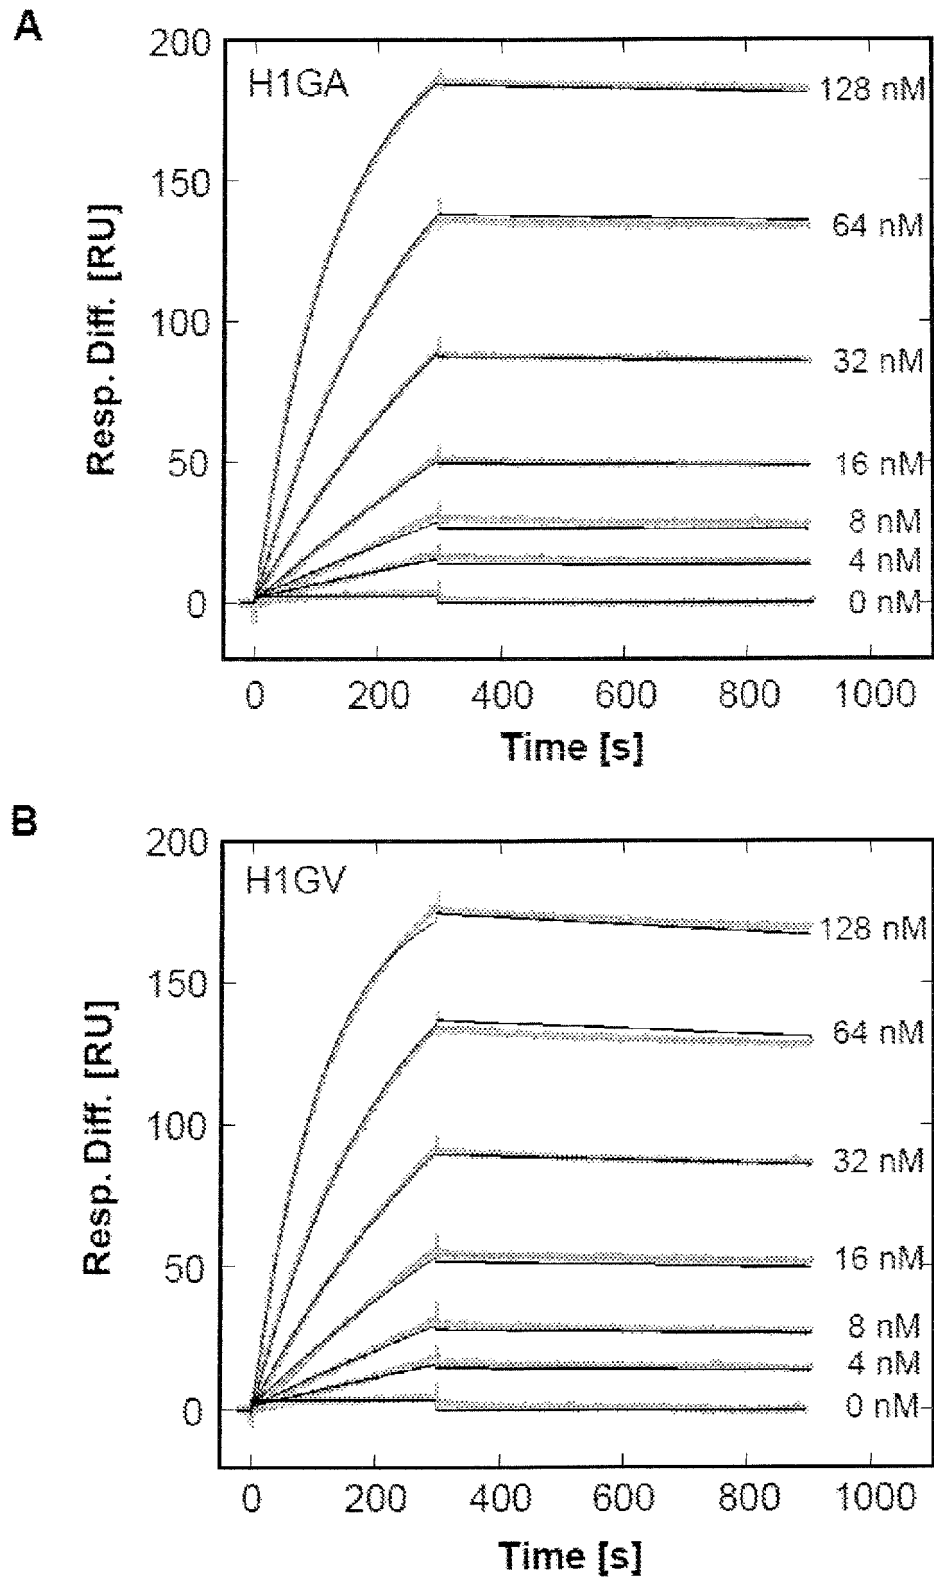 A
200
H1GA
128 nM
150
64 nM
100
32 nM
50
16 nM
8 nM
4 nM
0
0 nM
Resp. Diff. [RU]
0 200 400 600 800 1000
Time [s]
B
200
H1GV
128 nM
150
64 nM
100
32 nM
50
16 nM
8 nM
4 nM
0
0 nM
Resp. Diff. [RU]
0 200 400 600 800 1000
Time [s]